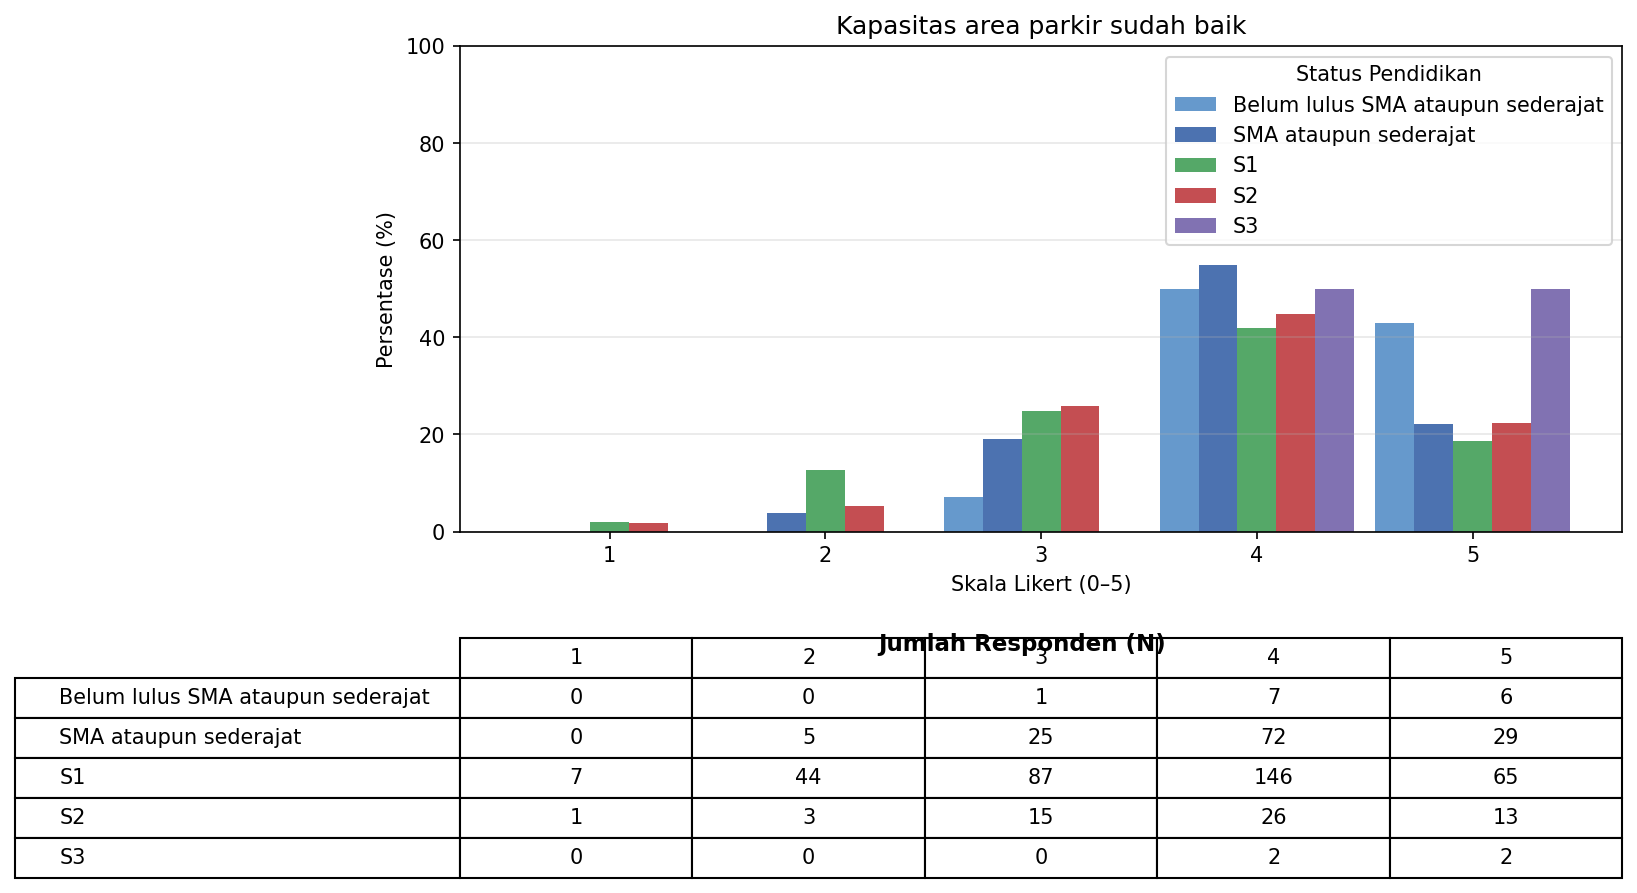 Kapasitas area parkir sudah baik
100
80
60
40
20
0
Persentase (%)
Status Pendidikan
Belum lulus SMA ataupun sederajat
SMA ataupun sederajat
S1
S2
S3
1 2 3 4 5
Skala Likert (0–5)
Jumlah Responden (N)
1 2 3 4 5
Belum lulus SMA ataupun sederajat 0 0 1 7 6
SMA ataupun sederajat 0 5 25 72 29
S1 7 44 87 146 65
S2 1 3 15 26 13
S3 0 0 0 2 2